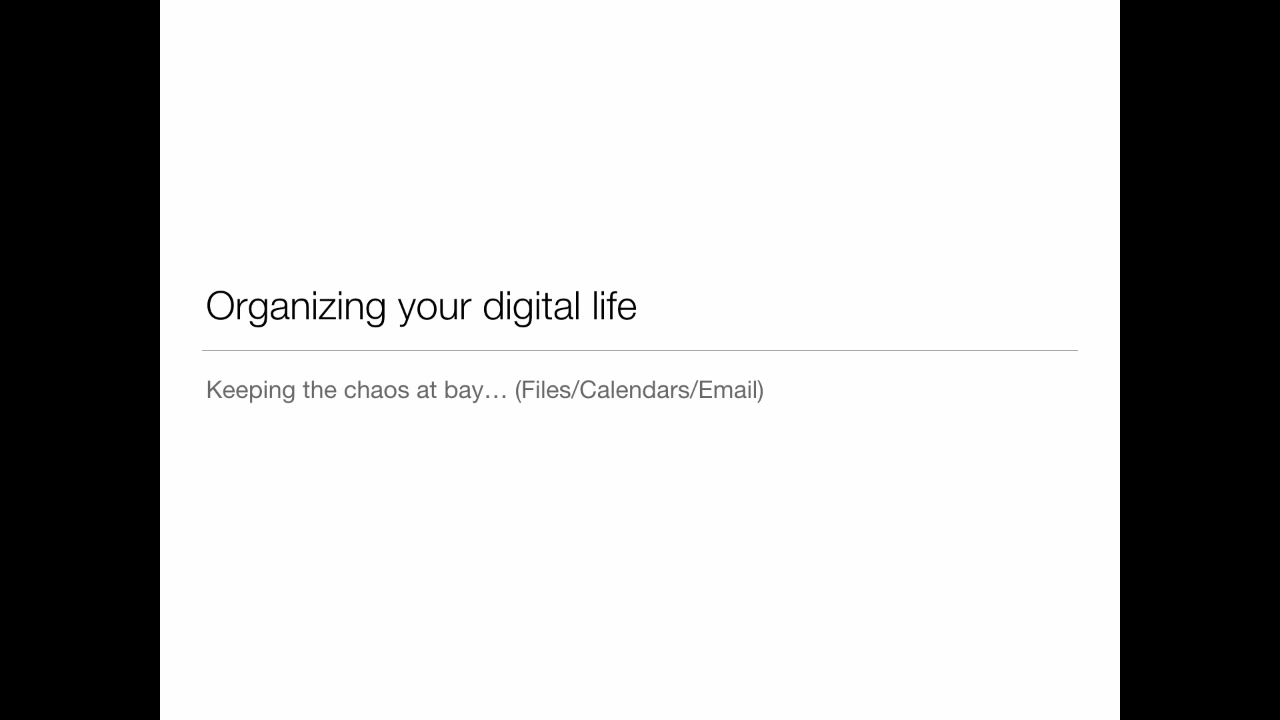 Organizing your digital life
Keeping the chaos at bay… (Files/Calendars/Email)